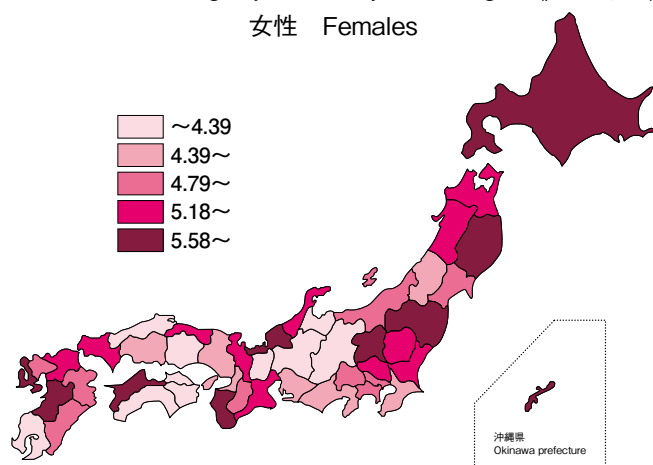 女性 Females
～4.39
4.39～
4.79～
5.18～
5.58～
沖縄県
Okinawa prefecture